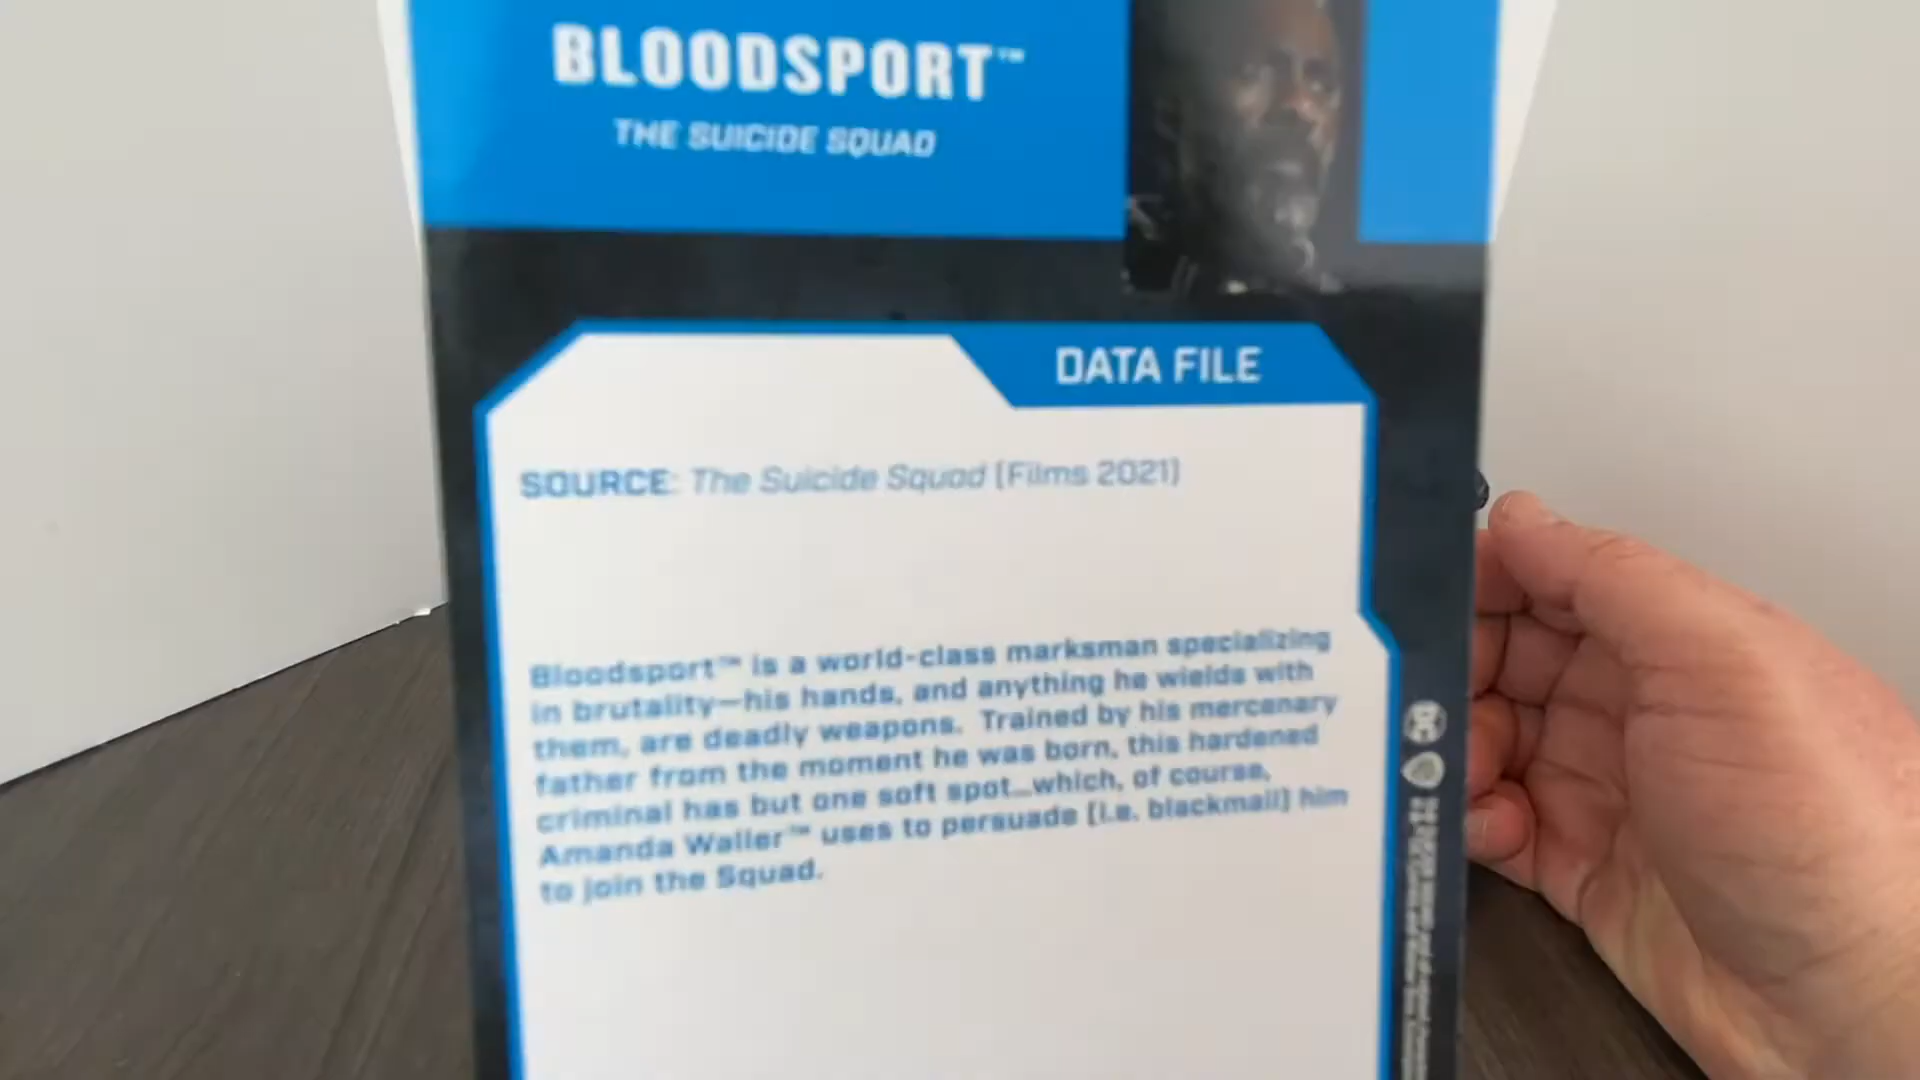 BLOODSPORT™
THE SUICIDE SQUAD
DATA FILE
SOURCE: The Suicide Squad (Films 2021)
Bloodsport™ is a world-class marksman specializing
in brutality—his hands, and anything he wields with
them, are deadly weapons. Trained by his mercenary
father from the moment he was born, this hardened
criminal has but one soft spot...which, of course,
Amanda Waller™ uses to persuade (i.e. blackmail) him
to join the Squad.
DC